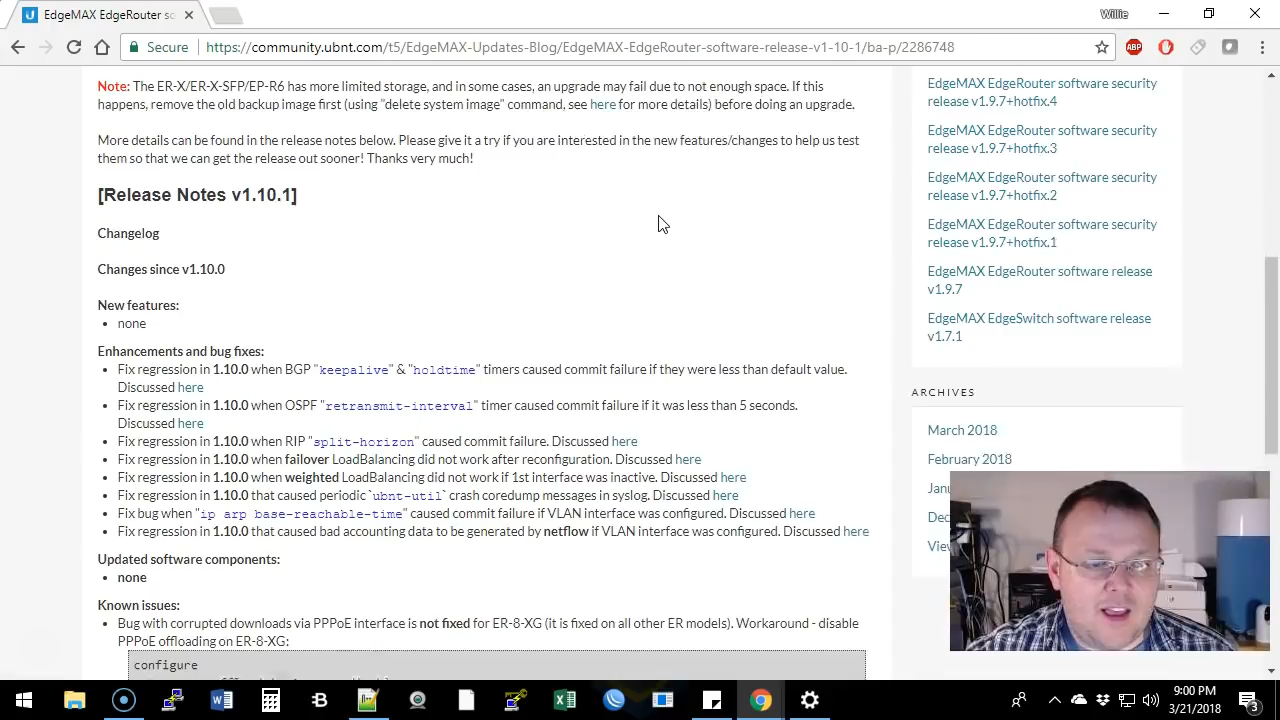 EdgeMAX EdgeRouter so
Willie
Secure
https://community.ubnt.com/t5/EdgeMAX-Updates-Blog/EdgeMAX-EdgeRouter-software-release-v1-10-1/ba-p/2286748
ABP
Note: The ER-X/ER-X-SFP/EP-R6 has more limited storage, and in some cases, an upgrade may fail due to not enough space. If this
happens, remove the old backup image first (using "delete system image" command, see here for more details) before doing an upgrade.
More details can be found in the release notes below. Please give it a try if you are interested in the new features/changes to help us test
them so that we can get the release out sooner! Thanks very much!
[Release Notes v1.10.1]
Changelog
Changes since v1.10.0
New features:
none
Enhancements and bug fixes:
Fix regression in 1.10.0 when BGP "keepalive" & "holdtime" timers caused commit failure if they were less than default value.
Discussed here
Fix regression in 1.10.0 when OSPF "retransmit-interval" timer caused commit failure if it was less than 5 seconds.
Discussed here
Fix regression in 1.10.0 when RIP "split-horizon" caused commit failure. Discussed here
Fix regression in 1.10.0 when failover LoadBalancing did not work after reconfiguration. Discussed here
Fix regression in 1.10.0 when weighted LoadBalancing did not work if 1st interface was inactive. Discussed here
Fix regression in 1.10.0 that caused periodic `ubnt-util` crash coredump messages in syslog. Discussed here
Fix bug when "ip arp base-reachable-time" caused commit failure if VLAN interface was configured. Discussed here
Fix regression in 1.10.0 that caused bad accounting data to be generated by netflow if VLAN interface was configured. Discussed here
Updated software components:
none
Known issues:
Bug with corrupted downloads via PPPoE interface is not fixed for ER-8-XG (it is fixed on all other ER models). Workaround - disable
PPPoE offloading on ER-8-XG:
configure
EdgeMAX EdgeRouter software security
release v1.9.7+hotfix.4
EdgeMAX EdgeRouter software security
release v1.9.7+hotfix.3
EdgeMAX EdgeRouter software security
release v1.9.7+hotfix.2
EdgeMAX EdgeRouter software security
release v1.9.7+hotfix.1
EdgeMAX EdgeRouter software release
v1.9.7
EdgeMAX EdgeSwitch software release
v1.7.1
ARCHIVES
March 2018
February 2018
Janu
Dec
View
9:00 PM
3/21/2018
3